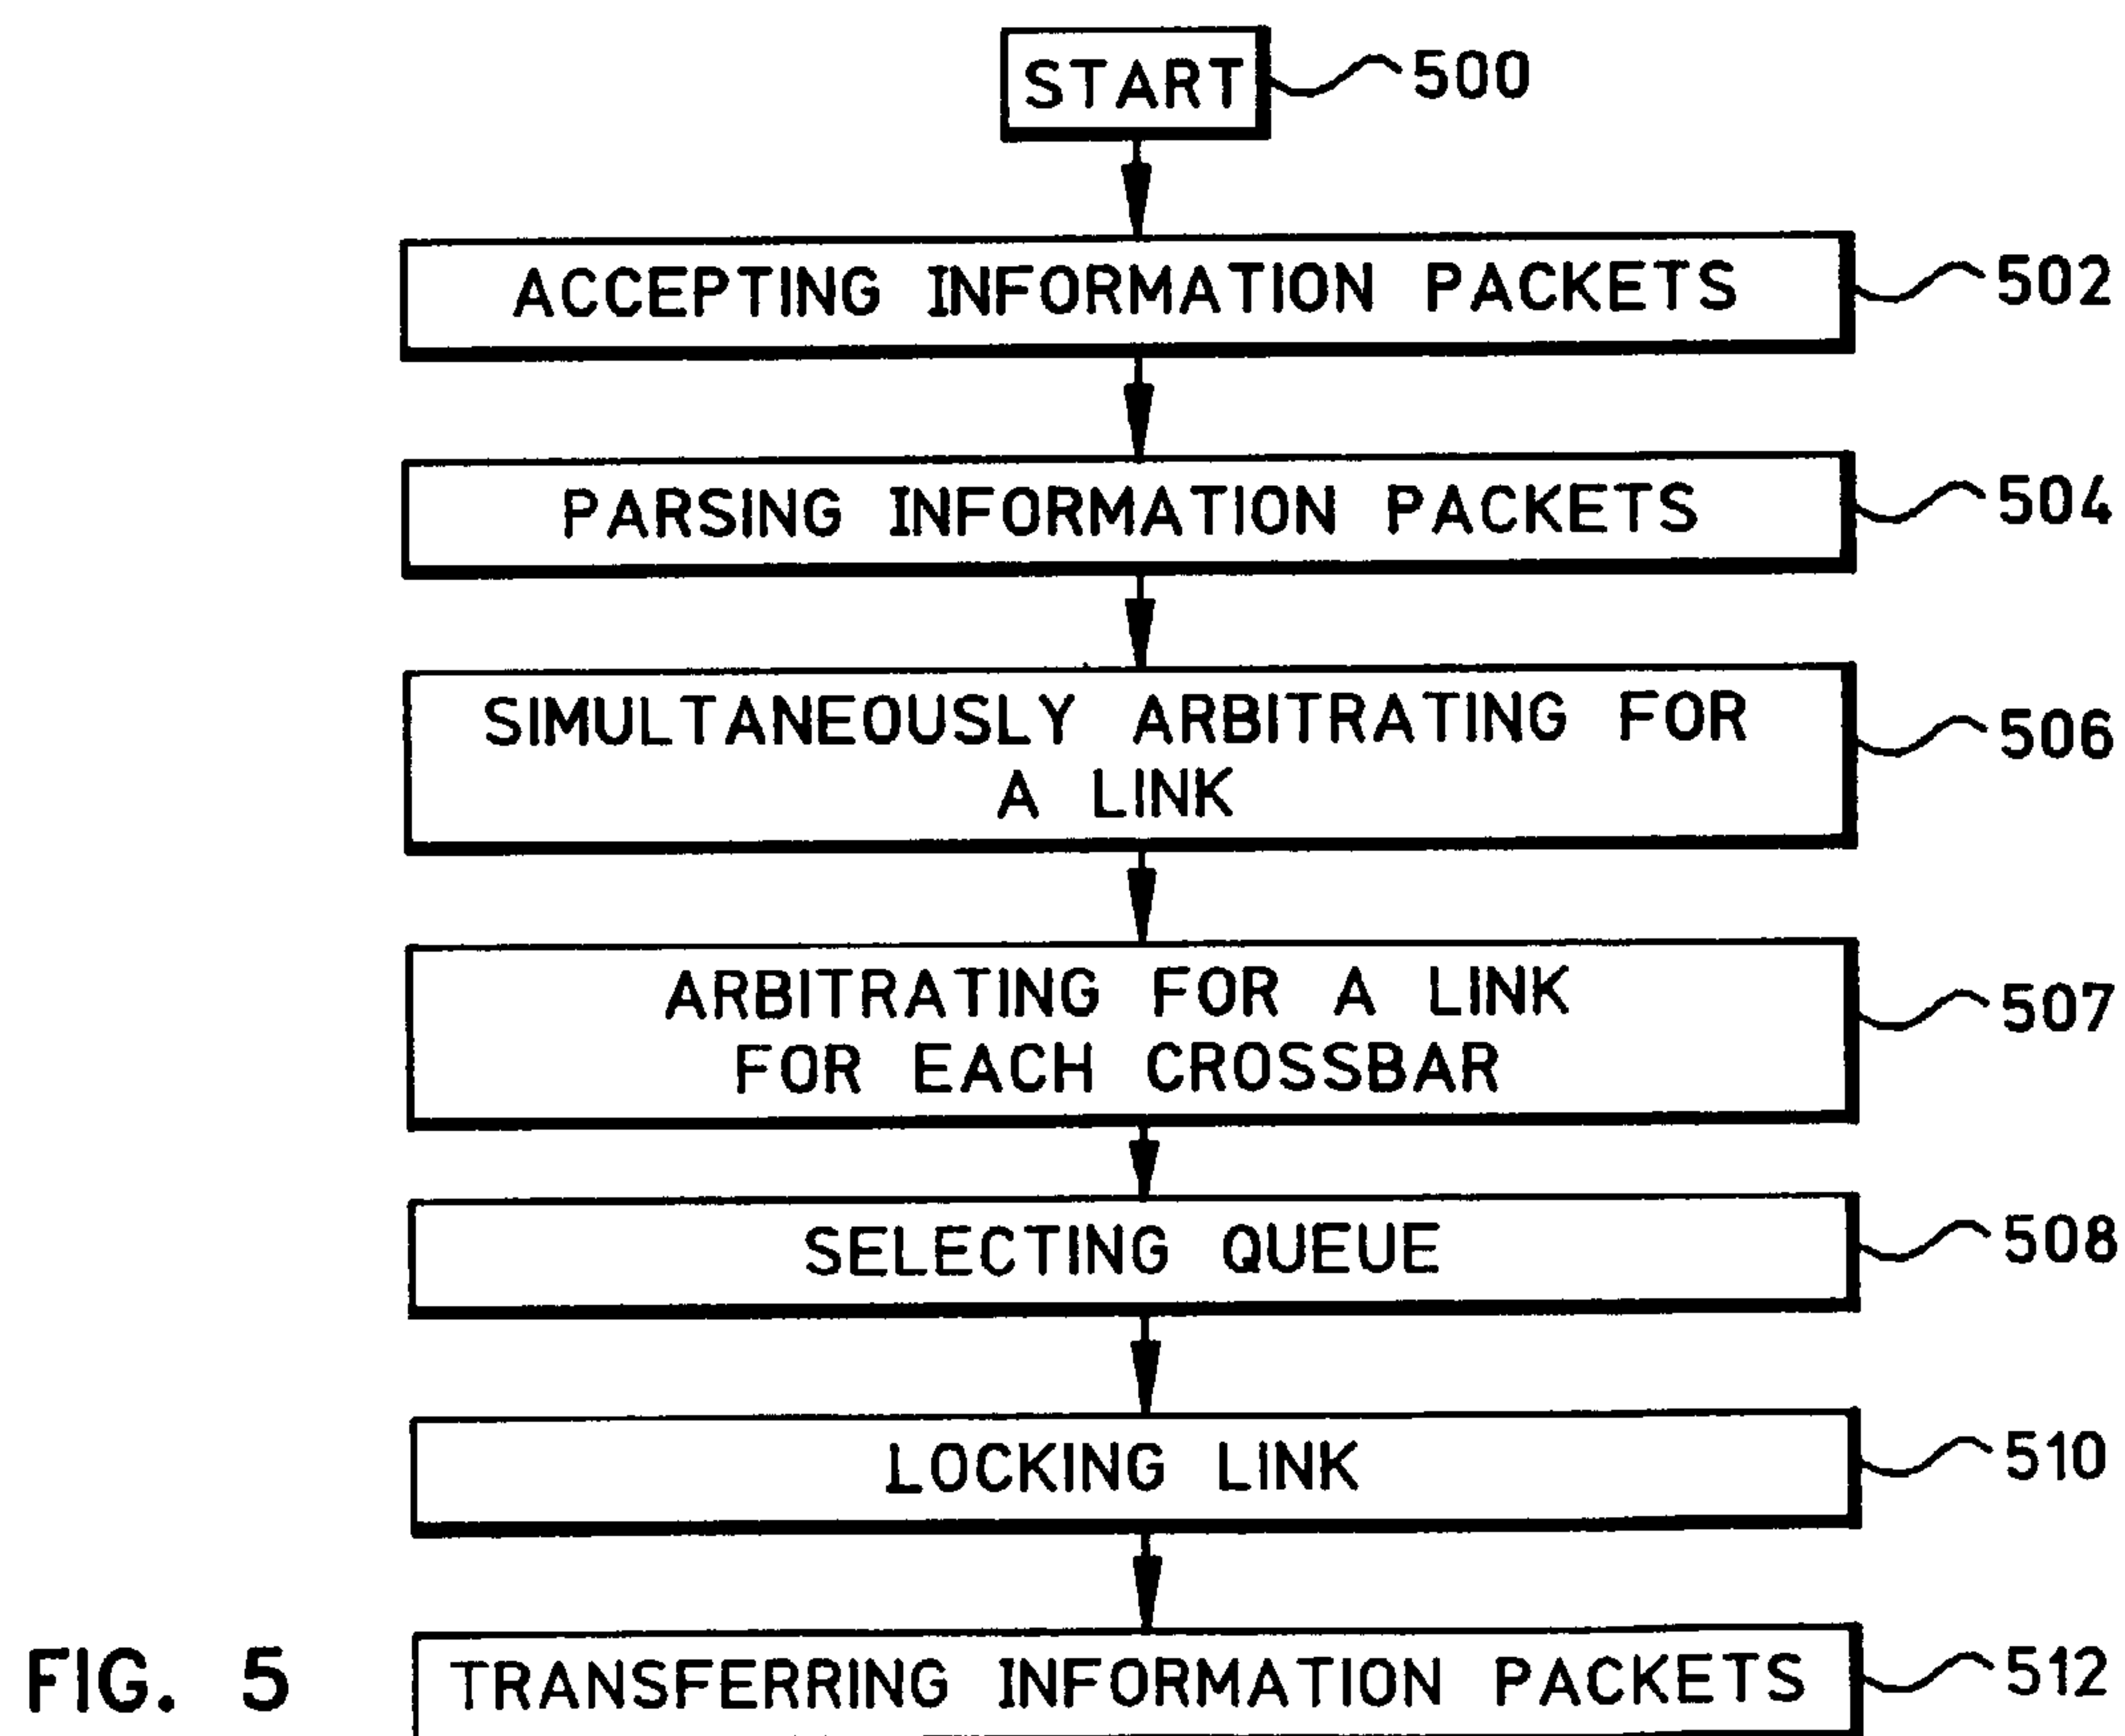 START 500
ACCEPTING INFORMATION PACKETS 502
PARSING INFORMATION PACKETS 504
SIMULTANEOUSLY ARBITRATING FOR
A LINK
506
ARBITRATING FOR A LINK
FOR EACH CROSSBAR
507
SELECTING QUEUE 508
LOCKING LINK 510
TRANSFERRING INFORMATION PACKETS 512
FIG. 5